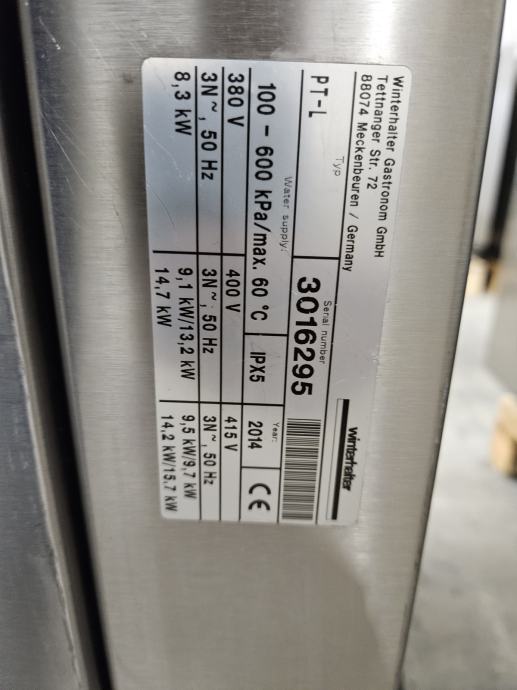 Winterhalter Gastronom GmbH
Tettnanger Str. 72
88074 Meckenbeuren / Germany
winterhalter
Typ
PT-L
Serial number
3016295
Water supply:
100 - 600 kPa/max. 60 °C
IPX5
Year:
2014
CE
380 V
400 V
415 V
3N~, 50 Hz
3N~, 50 Hz
3N~, 50 Hz
8,3 kW
9,1 kW/13,2 kW
14,7 kW
9,5 kW/9,7 kW
14,2 kW/15,7 kW